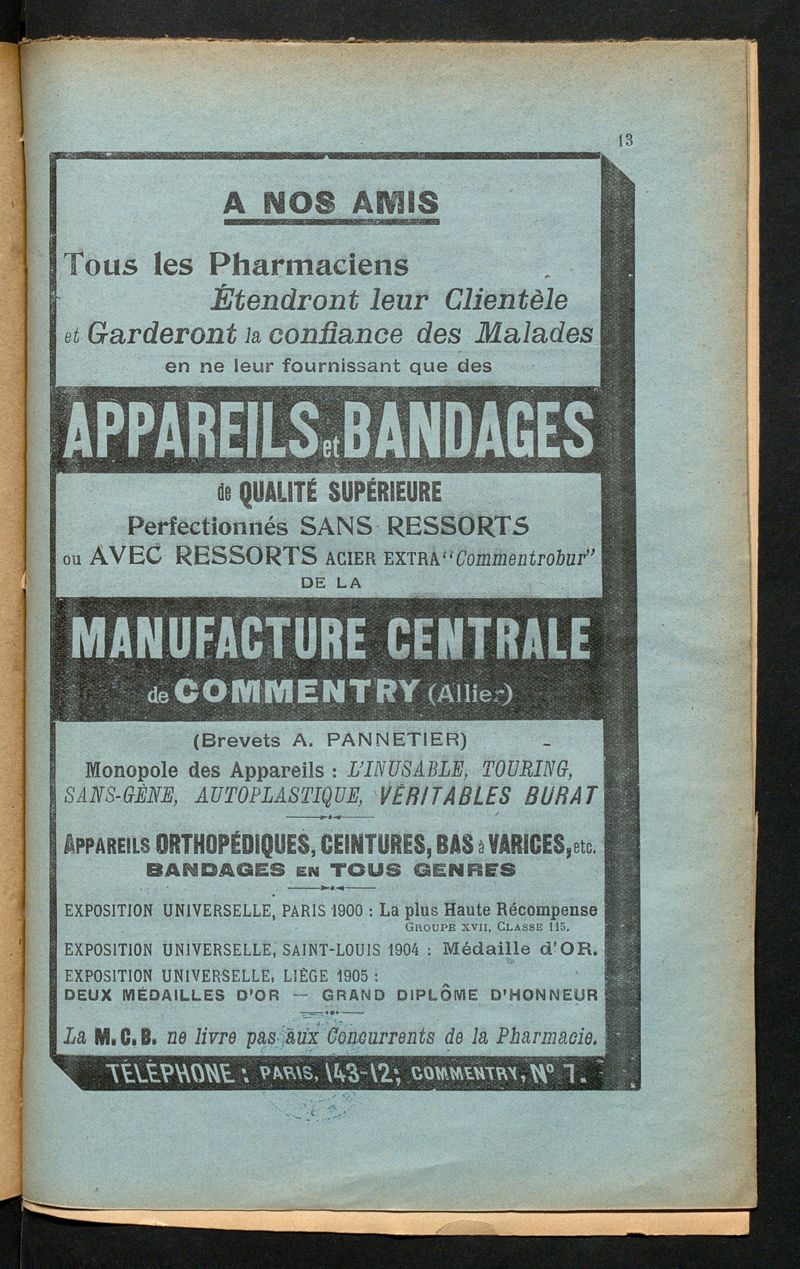 13
A NOS AMIS
Tous les Pharmaciens
Étendront leur Clientèle
et Garderont la confiance des Malades
en ne leur fournissant que des
APPAREILS et BANDAGES
de QUALITÉ SUPÉRIEURE
Perfectionnés SANS RESSORTS
ou AVEC RESSORTS ACIER EXTRA "Commentrobur"
DE LA
MANUFACTURE CENTRALE
de COMMENTRY (Allier)
(Brevets A. PANNETIER)
Monopole des Appareils : L'INUSABLE, TOURING,
SANS-GÈNE, AUTOPLASTIQUE, VÉRITABLES BURAT
APPAREILS ORTHOPÉDIQUES, CEINTURES, BAS à VARICES, etc.
BANDAGES EN TOUS GENRES
EXPOSITION UNIVERSELLE, PARIS 1900 : La plus Haute Récompense
GROUPE XVII, CLASSE 115.
EXPOSITION UNIVERSELLE, SAINT-LOUIS 1904 : Médaille d'OR.
EXPOSITION UNIVERSELLE, LIÈGE 1905 :
DEUX MÉDAILLES D'OR — GRAND DIPLÔME D'HONNEUR
La M.C.B. ne livre pas aux Concurrents de la Pharmacie.
TÉLÉPHONE : PARIS, 143-12; COMMENTRY, Nº 7.